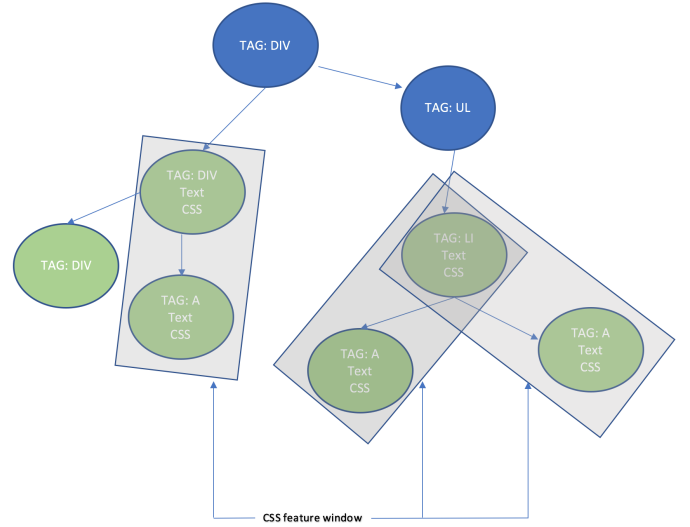 TAG: DIV
TAG: UL
TAG: DIV
Text
CSS
TAG: LI
Text
CSS
TAG: DIV
TAG: A
Text
CSS
TAG: A
Text
CSS
TAG: A
Text
CSS
CSS feature window